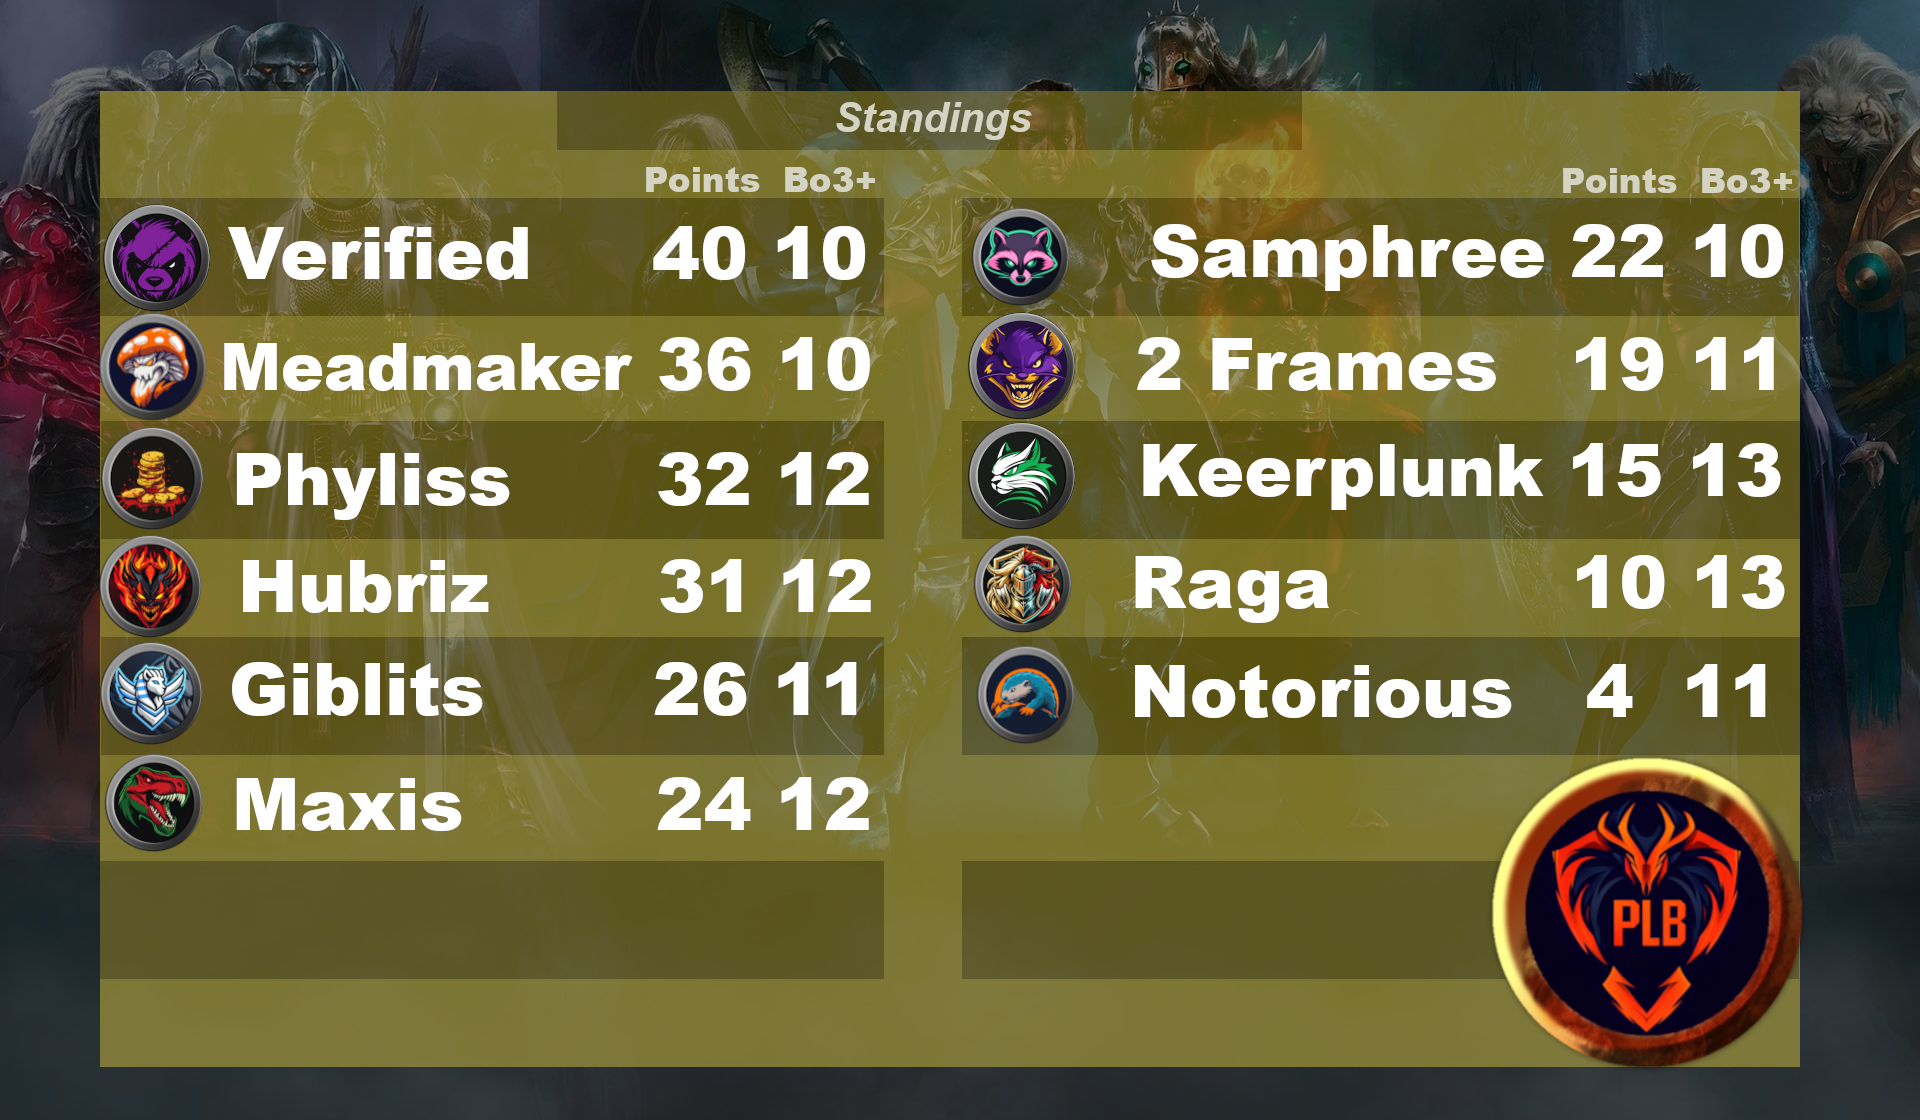 Standings
Points Bo3+
Verified 40 10
Meadmaker 36 10
Phyliss 32 12
Hubriz 31 12
Giblits 26 11
Maxis 24 12
Points Bo3+
Samphree 22 10
2 Frames 19 11
Keerplunk 15 13
Raga 10 13
Notorious 4 11
PLB